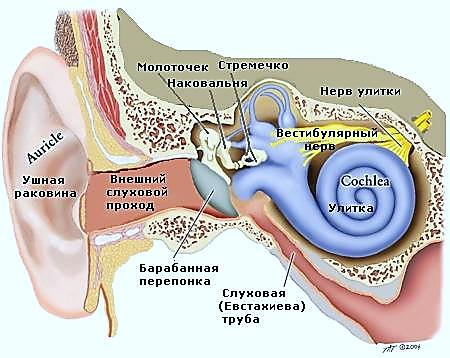 Молоточек
Стремечко
Наковальня
Нерв улитки
Вестибулярный
нерв
Auricle
Ушная
раковина
Внешний
слуховой
проход
Cochlea
Улитка
Барабанная
перепонка
Слуховая
(Евстахиева)
труба
©2004